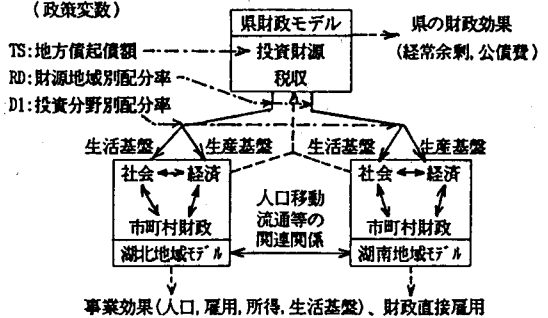 (政策変数)
県財政モデル
県の財政効果
TS:地方債起債額
投資財源
(経常余剰,公債費)
RD:財源地域別配分率
税収
D1:投資分野別配分率
生活基盤
生産基盤
生活基盤
生産基盤
社会
経済
社会
経済
人口移動
流通等の
関連関係
市町村財政
市町村財政
湖北地域モデル
湖南地域モデル
事業効果(人口,雇用,所得,生活基盤)、財政直接雇用